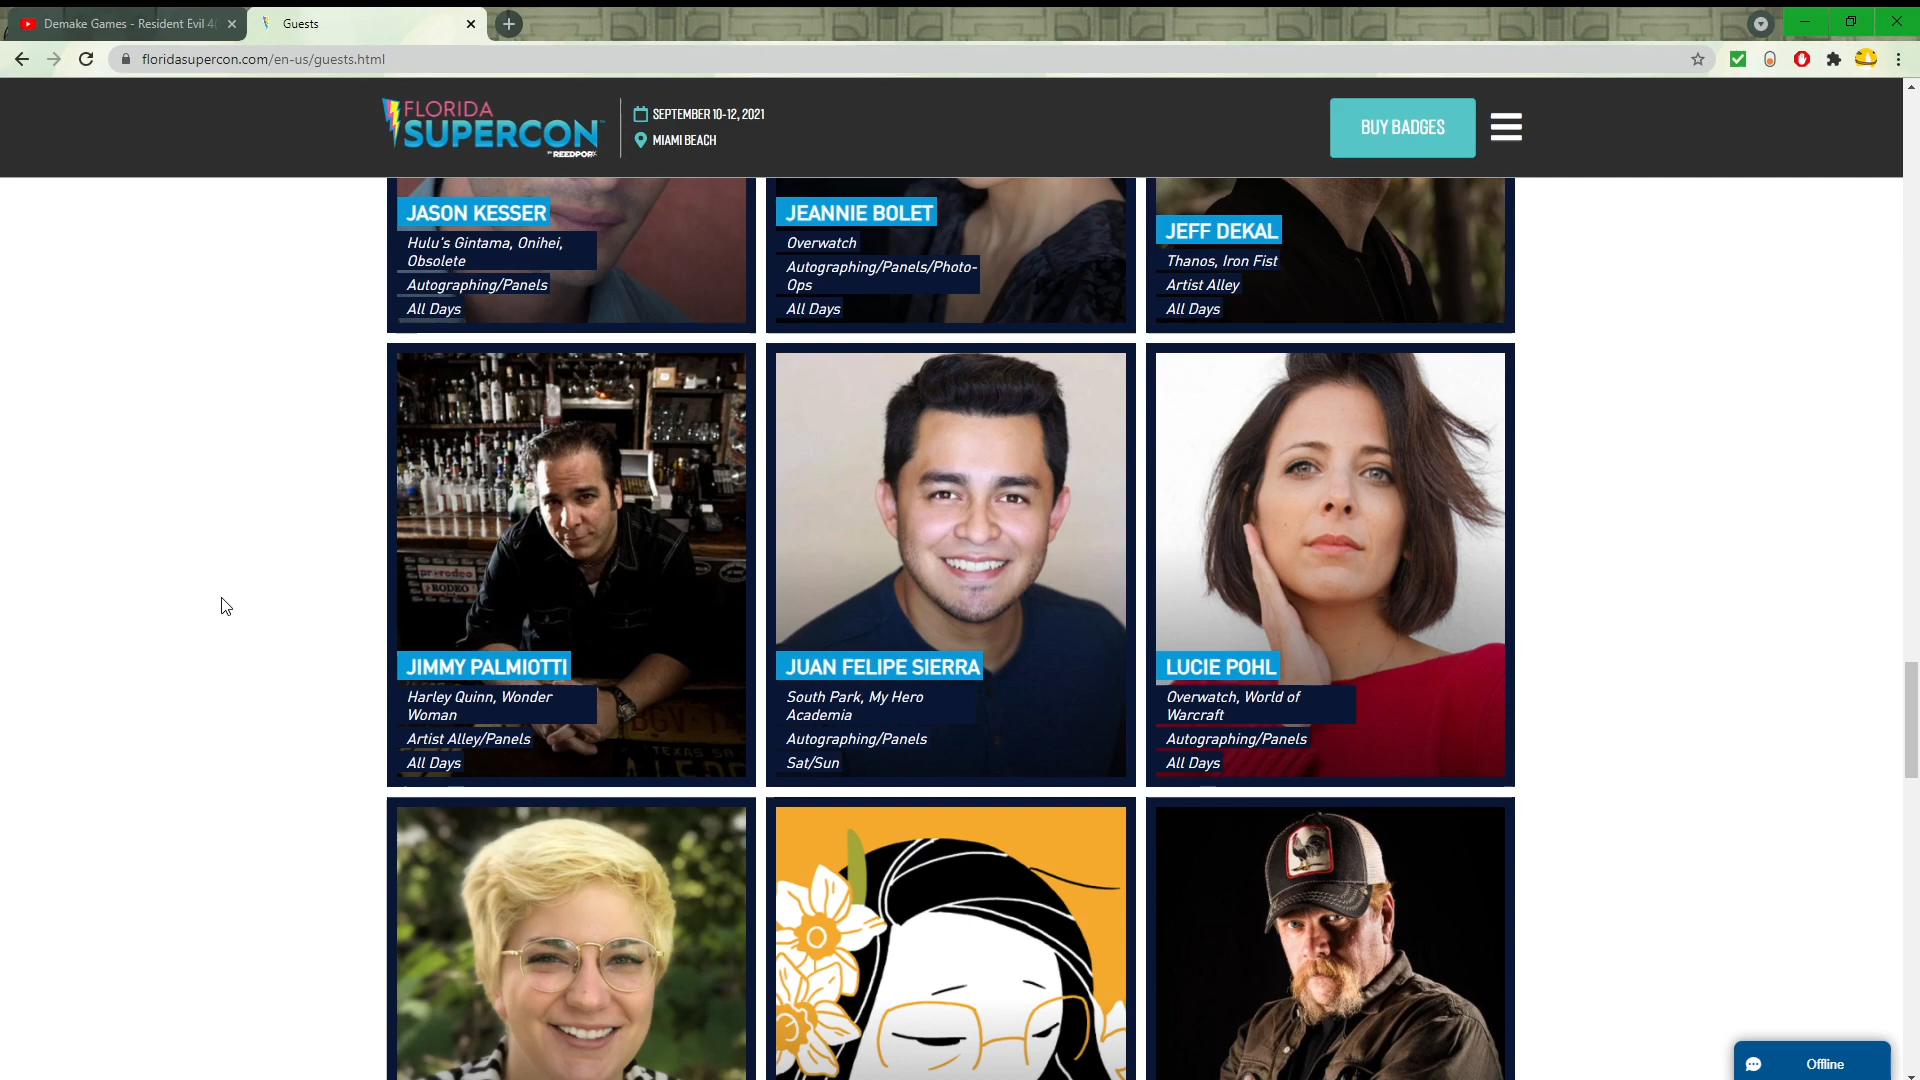 Demake Games - Resident Evil 4
Guests
floridasupercon.com/en-us/guests.html
FLORIDA
SUPERCON
BY REEDPOP
SEPTEMBER 10-12, 2021
MIAMI BEACH
BUY BADGES
JASON KESSER
Hulu's Gintama, Onihei,
Obsolete
Autographing/Panels
All Days
JEANNIE BOLET
Overwatch
Autographing/Panels/Photo-
Ops
All Days
JEFF DEKAL
Thanos, Iron Fist
Artist Alley
All Days
JIMMY PALMIOTTI
Harley Quinn, Wonder
Woman
Artist Alley/Panels
All Days
JUAN FELIPE SIERRA
South Park, My Hero
Academia
Autographing/Panels
Sat/Sun
LUCIE POHL
Overwatch, World of
Warcraft
Autographing/Panels
All Days
Offline